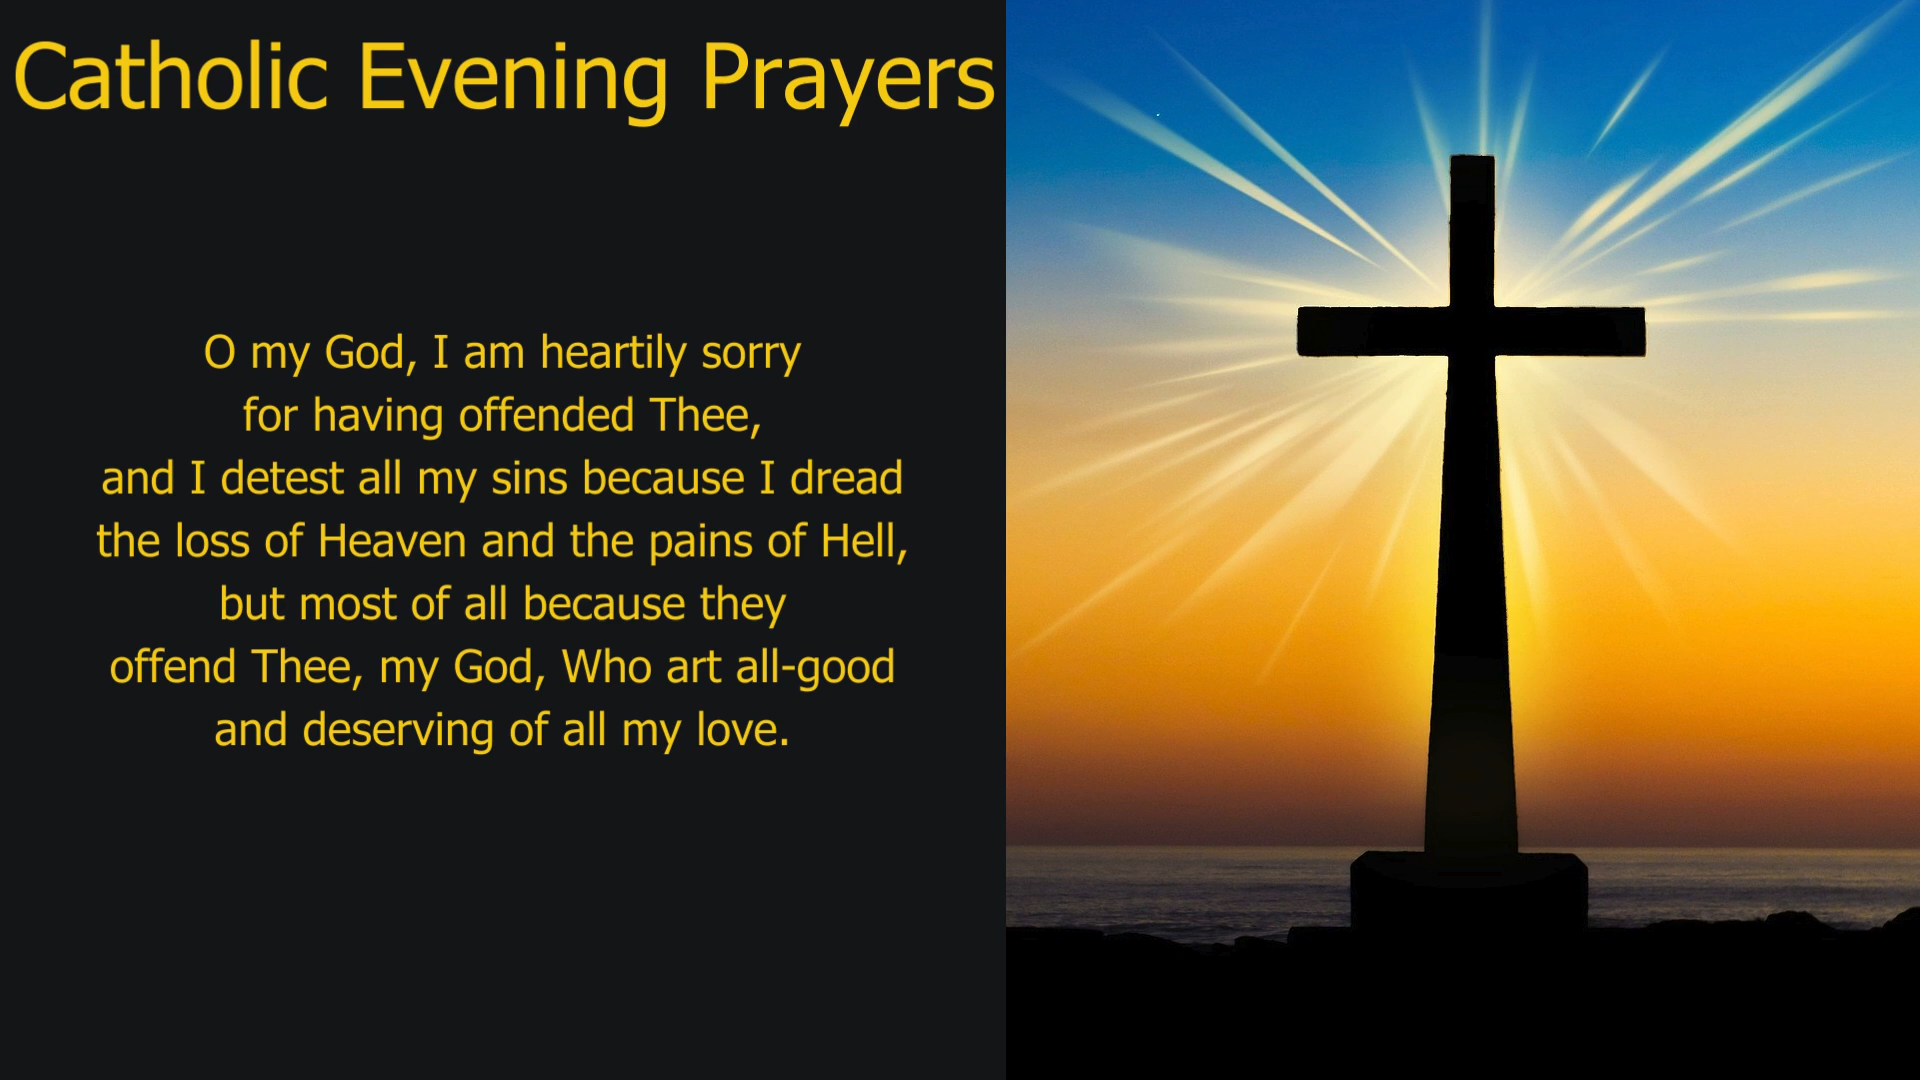 Catholic Evening Prayers
O my God, I am heartily sorry
for having offended Thee,
and I detest all my sins because I dread
the loss of Heaven and the pains of Hell,
but most of all because they
offend Thee, my God, Who art all-good
and deserving of all my love.